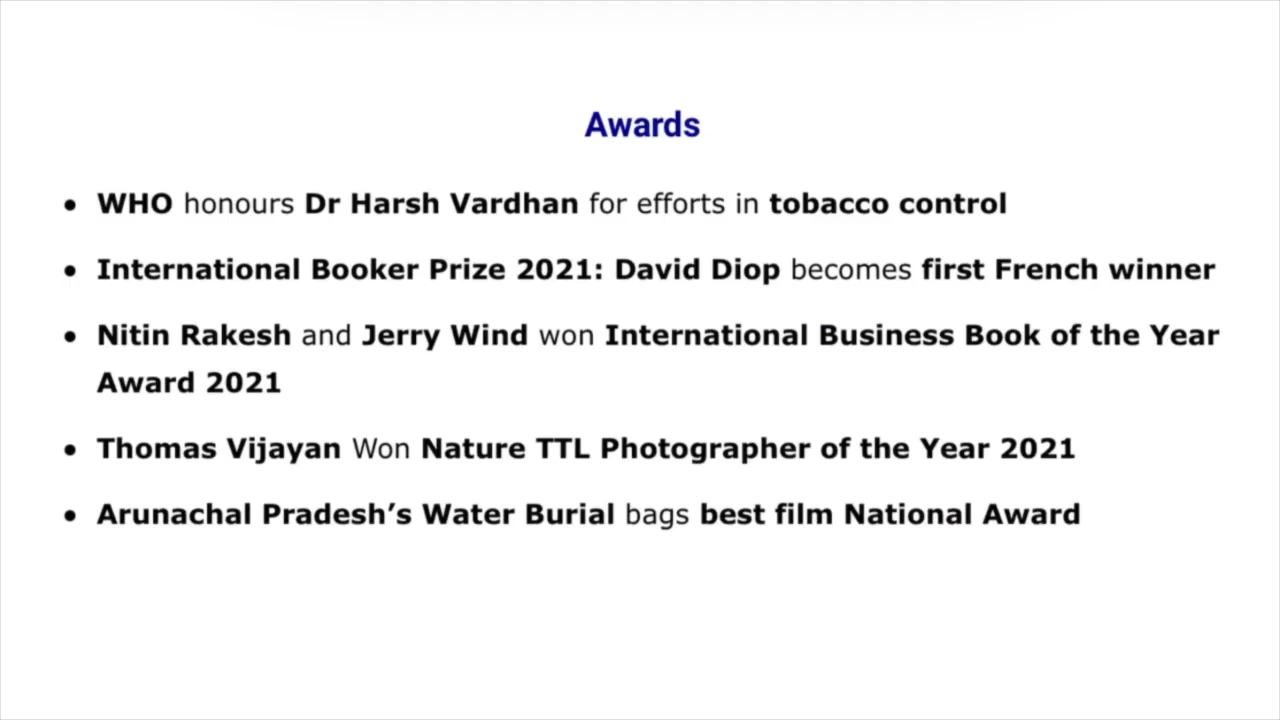 Awards
• WHO honours Dr Harsh Vardhan for efforts in tobacco control
• International Booker Prize 2021: David Diop becomes first French winner
• Nitin Rakesh and Jerry Wind won International Business Book of the Year
Award 2021
• Thomas Vijayan Won Nature TTL Photographer of the Year 2021
• Arunachal Pradesh’s Water Burial bags best film National Award